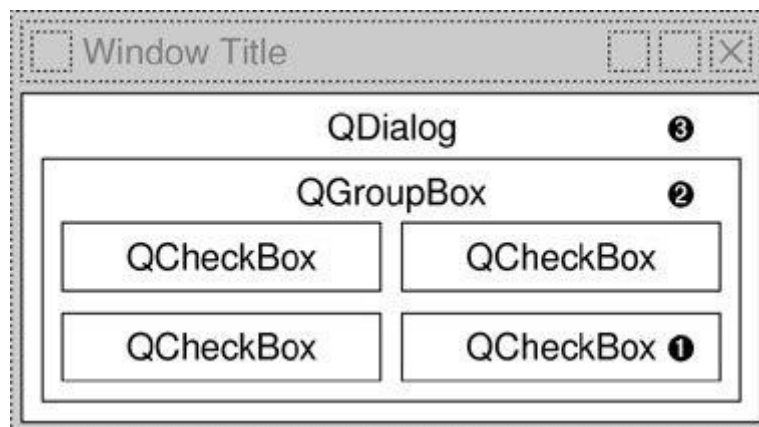 Window Title
QDialog ❸
QGroupBox ❷
QCheckBox QCheckBox
QCheckBox QCheckBox ❶